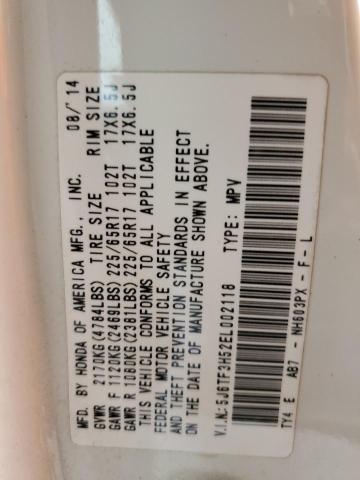 MFD. BY HONDA OF AMERICA MFG., INC. 08/'14
GVWR 2170KG(4784LBS) TIRE SIZE RIM SIZE
GAWR F 1120KG(2469LBS) 225/65R17 102T 17X6.5J
GAWR R 1080KG(2381LBS) 225/65R17 102T 17X6.5J
THIS VEHICLE CONFORMS TO ALL APPLICABLE
FEDERAL MOTOR VEHICLE SAFETY
AND THEFT PREVENTION STANDARDS IN EFFECT
ON THE DATE OF MANUFACTURE SHOWN ABOVE.
V.I.N.:5J6TF3H52EL002118 TYPE: MPV
TY4 E AB7 - NH603PX - F - L